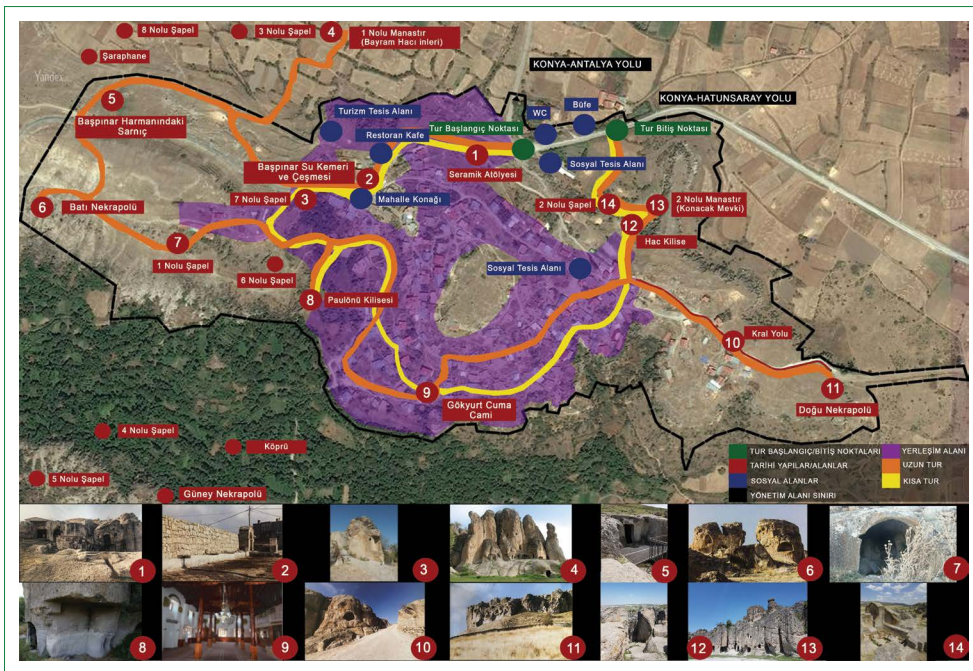 8 Nolu Şapel
3 Nolu Şapel
4
1 Nolu Manastır
(Bayram Hacı inleri)
Şaraphane
KONYA-ANTALYA YOLU
Yandex
5
KONYA-HATUNSARAY YOLU
Büfe
WC
Turizm Tesis Alanı
Tur Başlangıç Noktası
Tur Bitiş Noktası
Başpınar Harmanındaki
Sarnıç
Restoran Kafe
1
Sosyal Tesis Alanı
Seramik Atölyesi
Başpınar Su Kemeri
ve Çeşmesi
2
7 Nolu Şapel
3
Mahalle Konağı
6
Batı Nekrapolü
2 Nolu Şapel
14
13
2 Nolu Manastır
(Konacak Mevki)
12
Hac Kilise
7
1 Nolu Şapel
6 Nolu Şapel
Sosyal Tesis Alanı
8
Paulönü Kilisesi
Kral Yolu
10
9
11
Gökyurt Cuma
Cami
Doğu Nekrapolü
4 Nolu Şapel
Köprü
5 Nolu Şapel
Güney Nekrapolü
TUR BAŞLANGIÇ/BİTİŞ NOKTALARI
YERLEŞİM ALANI
TARİHİ YAPILAR/ALANLAR
UZUN TUR
SOSYAL ALANLAR
KISA TUR
YÖNETİM ALANI SINIRI
1
2
3
4
5
6
7
8
9
10
11
12
13
14